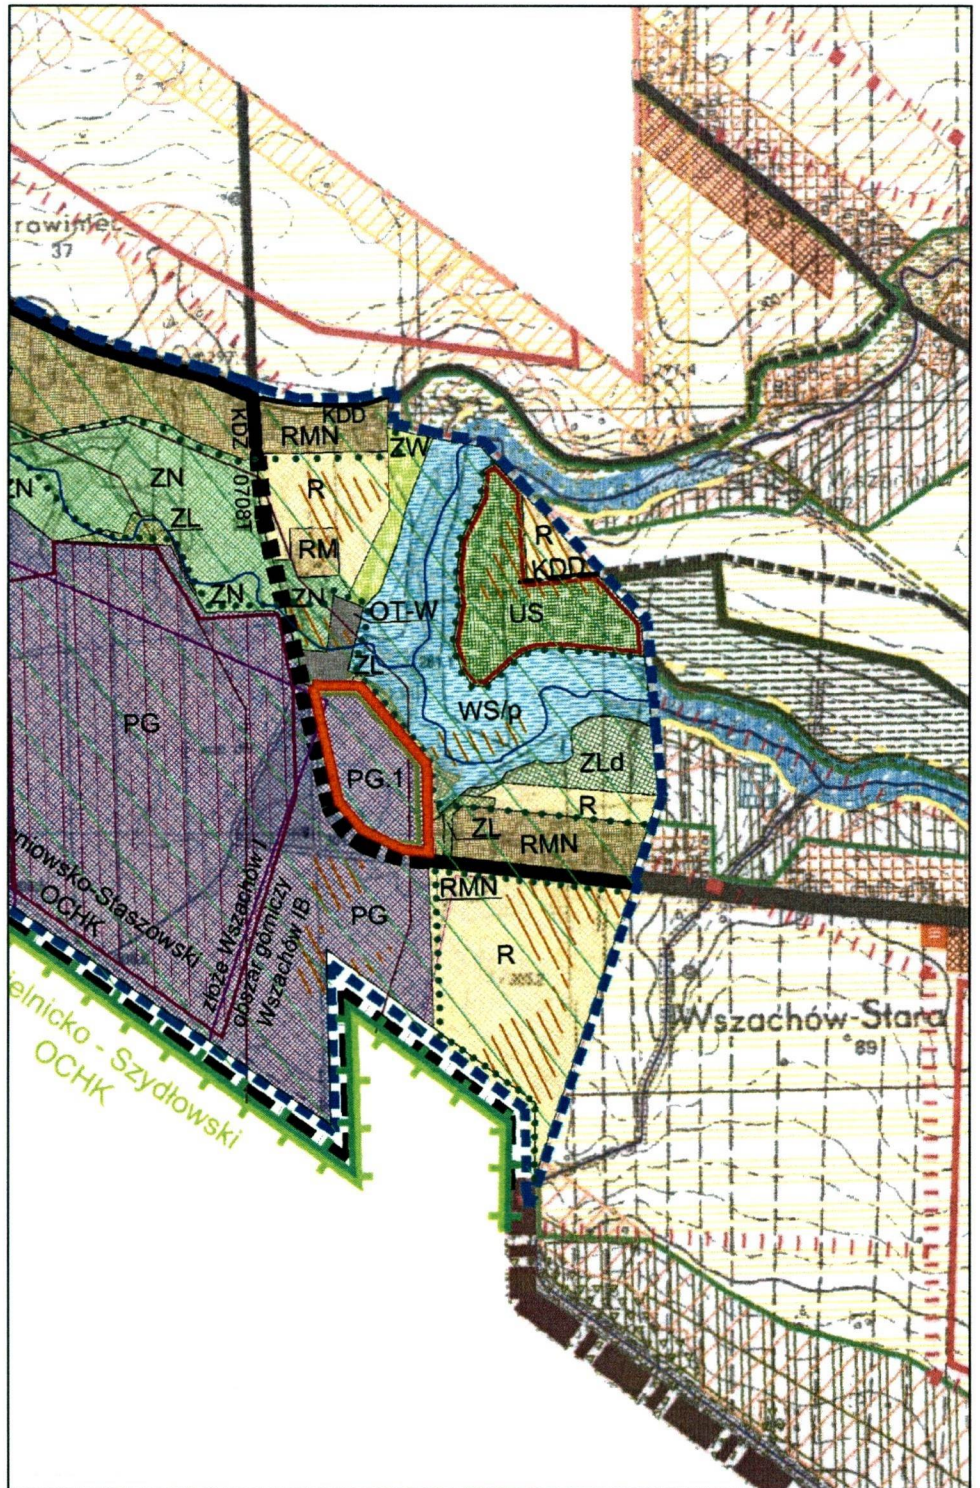 rowiniec
37
KDD
RMN
KDZ 0708T
ZW
ZN
R
ZN
ZL
RM
R
KDD
ZN
ZN
OT-W
US
ZL
WS/p
PG
PG.1
ZLd
R
ZL
RMN
RMN
PG
R
niowsko-Staszowski
OCHK
złoże Wszachów I
obszar górniczy
Wszachów IB
Wszachów-Stara
89
ielnicko - Szydłowski
OCHK